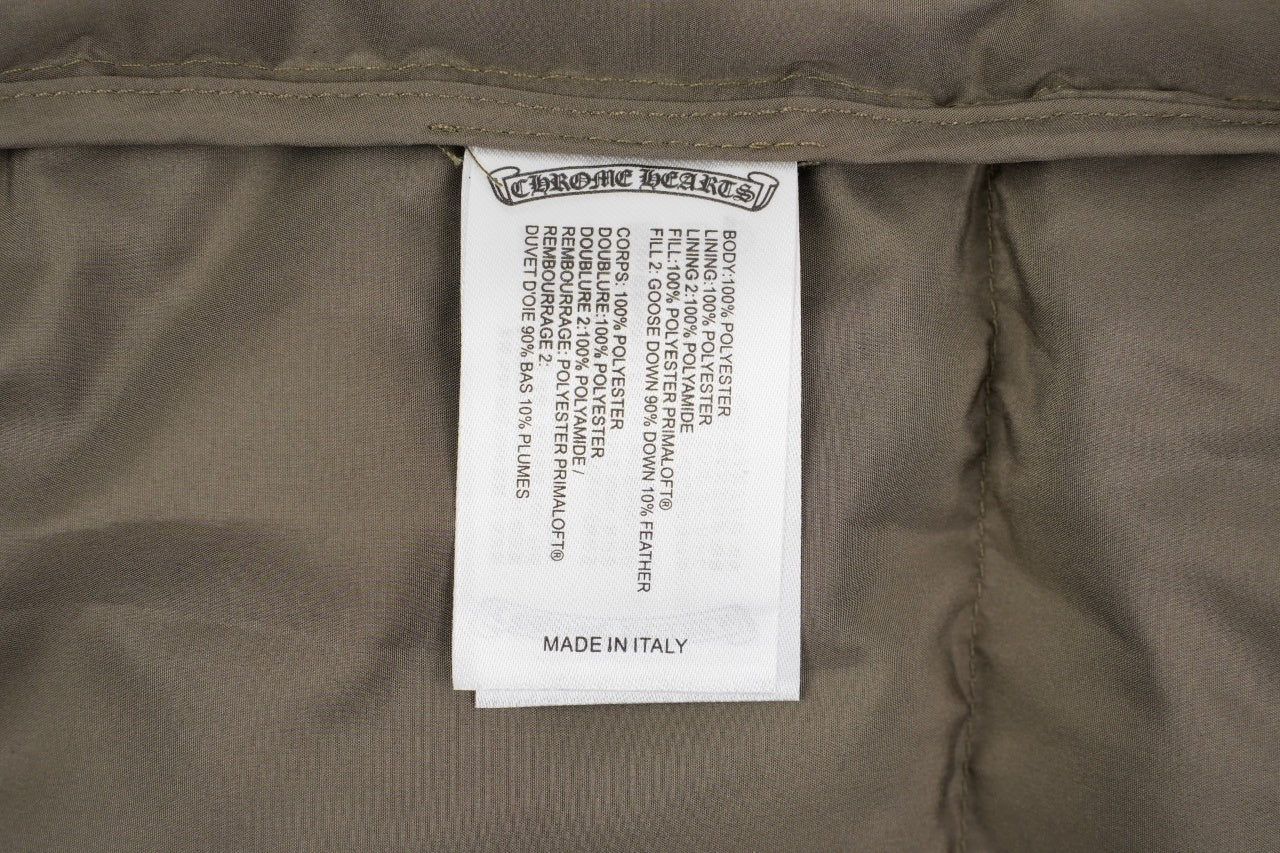 CHROME HEARTS
BODY:100% POLYESTER
LINING:100% POLYESTER
LINING 2:100% POLYAMIDE
FILL:100% POLYESTER PRIMALOFT®
FILL 2: GOOSE DOWN 90% DOWN 10% FEATHER
CORPS: 100% POLYESTER
DOUBLURE:100% POLYESTER
DOUBLURE 2:100% POLYAMIDE /
REMBOURRAGE: POLYESTER PRIMALOFT®
REMBOURRAGE 2:
DUVET D'OIE 90% BAS 10% PLUMES
MADE IN ITALY